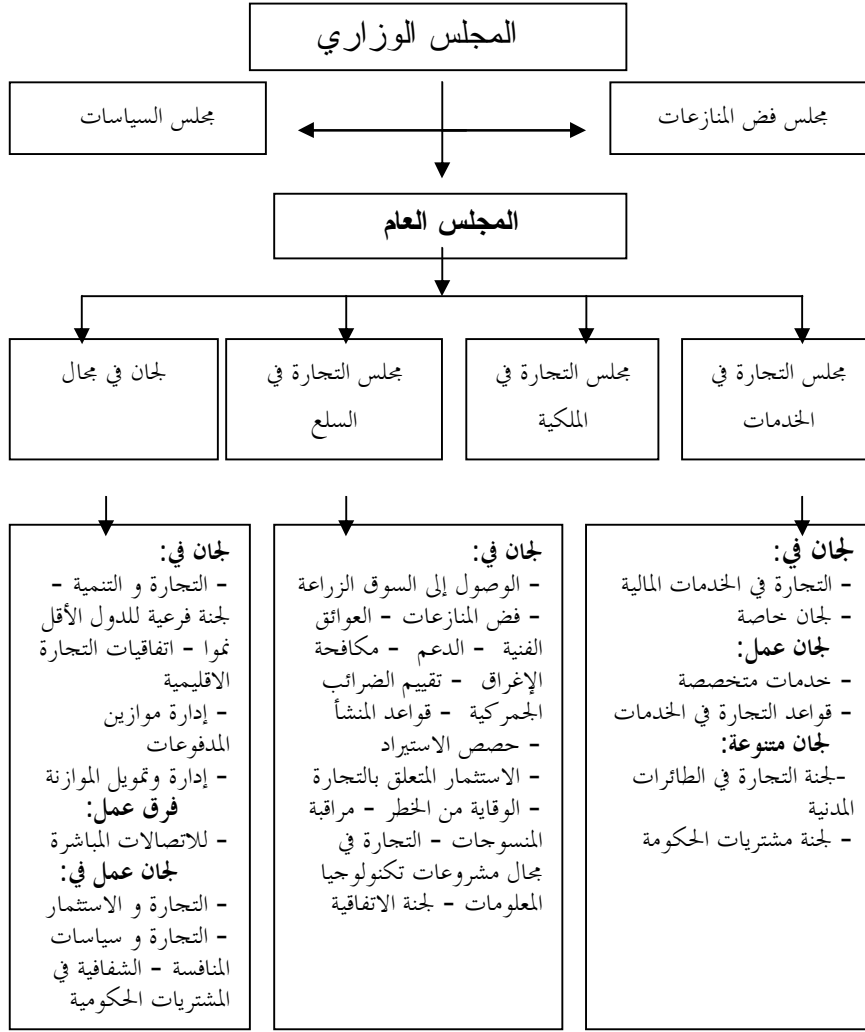 المجلس الوزاري
مجلس فض المنازعات
مجلس السياسات
المجلس العام
مجلس التجارة في
الخدمات
مجلس التجارة في
الملكية
مجلس التجارة في
السلع
لجان في مجال
لجان في:
- التجارة في الخدمات المالية
- لجان خاصة
لجان عمل:
- خدمات متخصصة
- قواعد التجارة في الخدمات
لجان متنوعة:
-لجنة التجارة في الطائرات
المدنية
- لجنة مشتريات الحكومة
لجان في:
- الوصول إلى السوق الزراعة
- فض المنازعات - العوائق
الفنية - الدعم - مكافحة
الإغراق - تقييم الضرائب
الجمركية - قواعد المنشأ
- حصص الاستيراد
- الاستثمار المتعلق بالتجارة
- الوقاية من الخطر - مراقبة
المنسوجات - التجارة في
مجال مشروعات تكنولوجيا
المعلومات - لجنة الاتفاقية
لجان في:
- التجارة و التنمية -
لجنة فرعية للدول الأقل
نموا - اتفاقيات التجارة
الاقليمية
- إدارة موازين
المدفوعات
- إدارة وتمويل الموازنة
فرق عمل:
- للاتصالات المباشرة
لجان عمل في:
- التجارة و الاستثمار
- التجارة و سياسات
المنافسة - الشفافية في
المشتريات الحكومية